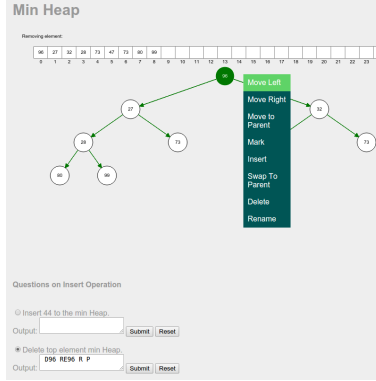 Min Heap
Removing element:
96 27 32 28 73 47 73 80 99
0 1 2 3 4 5 6 7 8 9 10 11 12 13 14 15 16 17 18 19 20 21 22 23
96
Move Left
Move Right
27
32
Move to
Parent
Mark
28
73
73
Insert
80
99
Swap To
Parent
Delete
Rename
Questions on Insert Operation
Insert 44 to the min Heap.
Output:
Submit Reset
Delete top element min Heap.
D96 RE96 R P
Output:
Submit Reset